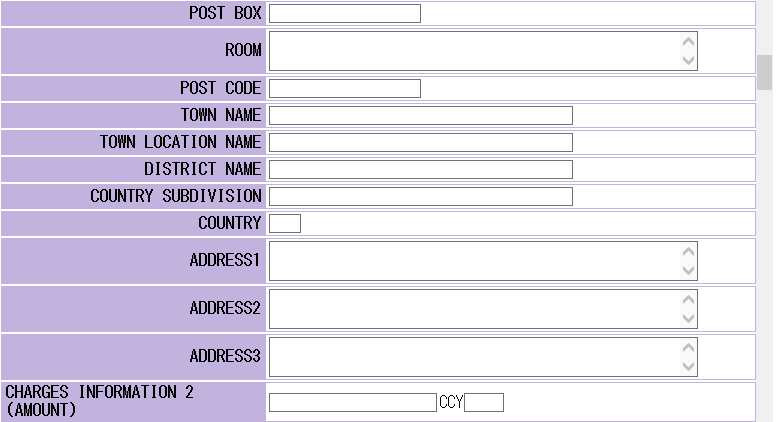 POST BOX
ROOM
POST CODE
TOWN NAME
TOWN LOCATION NAME
DISTRICT NAME
COUNTRY SUBDIVISION
COUNTRY
ADDRESS1
ADDRESS2
ADDRESS3
CHARGES INFORMATION 2
(AMOUNT) CCY